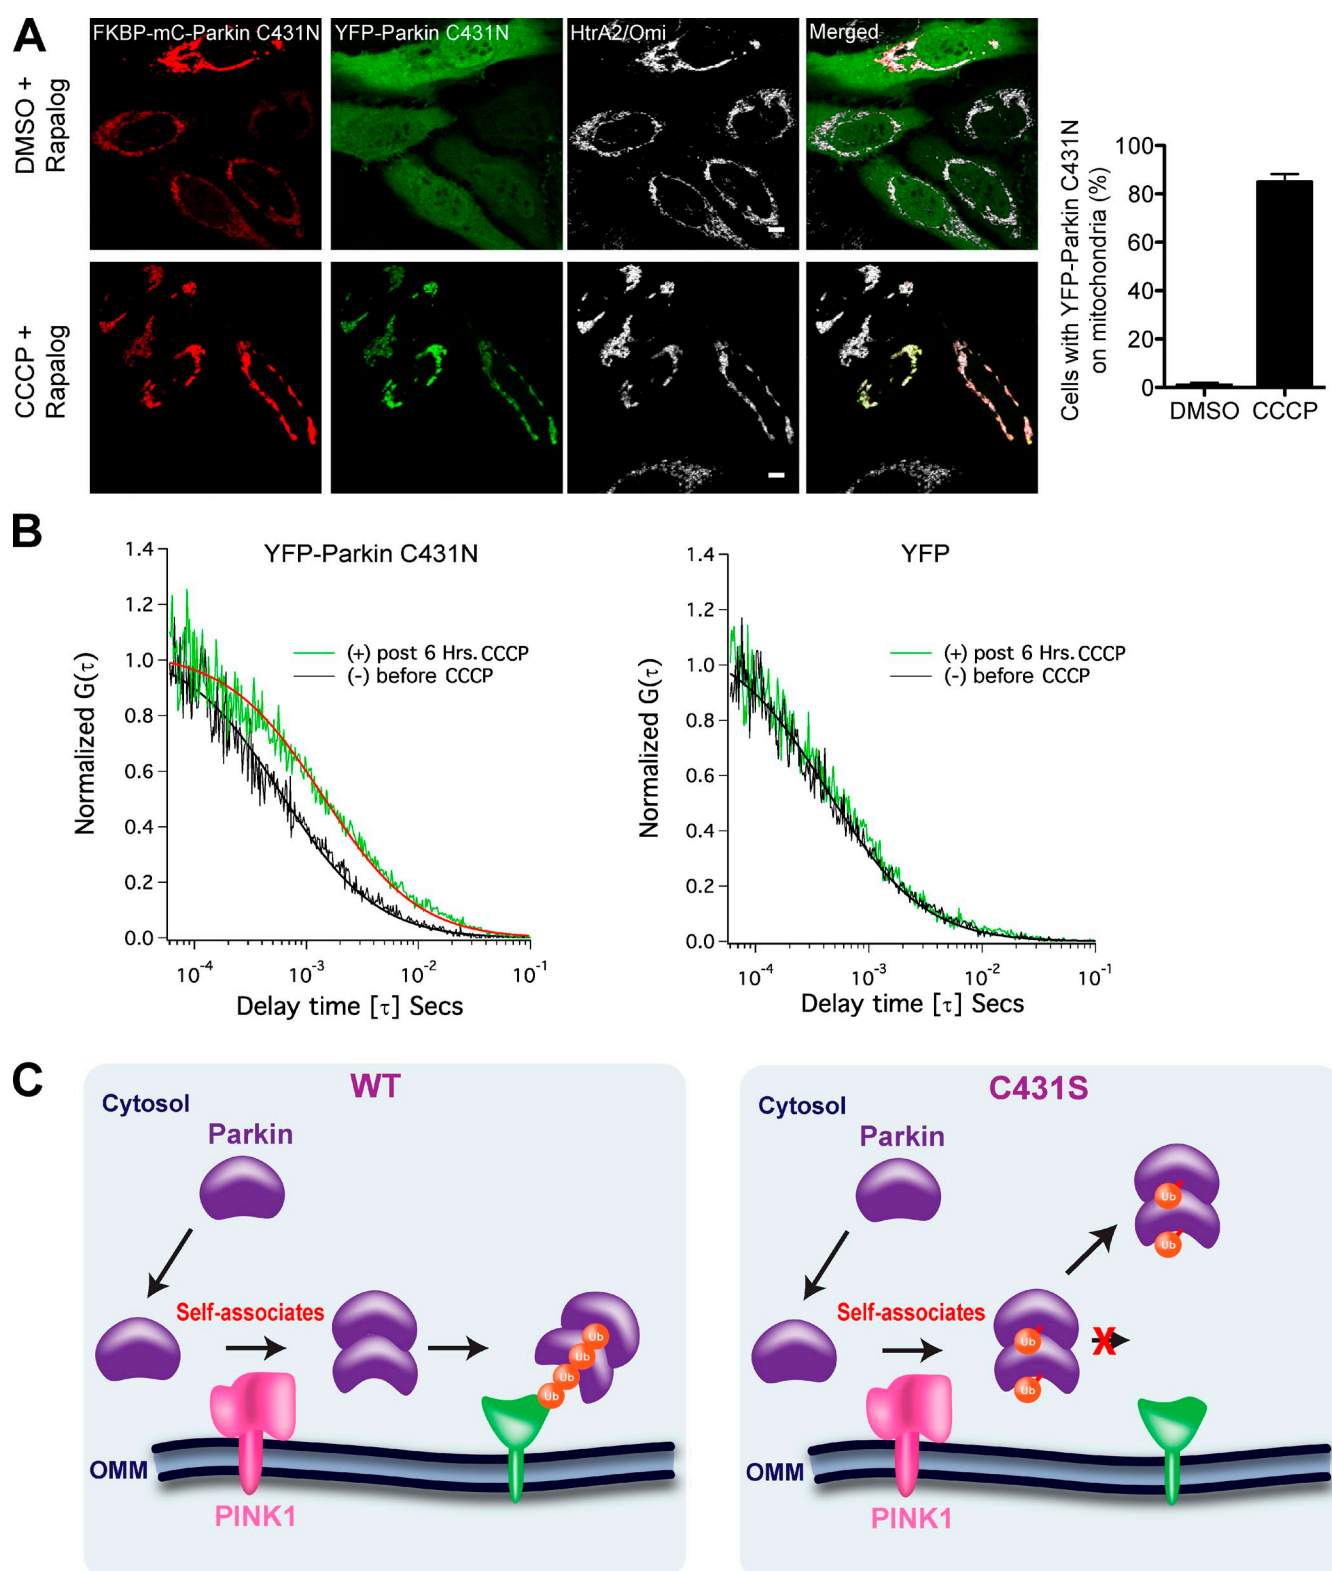 A
FKBP-mC-Parkin C431N
YFP-Parkin C431N
HtrA2/Omi
Merged
DMSO +
Rapalog
CCCP +
Rapalog
Cells with YFP-Parkin C431N
on mitochondria (%)
100
80
60
40
20
0
DMSO
CCCP
B
YFP-Parkin C431N
(+) post 6 Hrs. CCCP
(-) before CCCP
Normalized G(τ)
1.4
1.2
1.0
0.8
0.6
0.4
0.2
0.0
10-4
10-3
10-2
10-1
Delay time [τ] Secs
YFP
(+) post 6 Hrs. CCCP
(-) before CCCP
Normalized G(τ)
1.4
1.2
1.0
0.8
0.6
0.4
0.2
0.0
10-4
10-3
10-2
10-1
Delay time [τ] Secs
C
WT
Cytosol
Parkin
Self-associates
Ub
Ub
Ub
Ub
OMM
PINK1
C431S
Cytosol
Parkin
Ub
Ub
Self-associates
Ub
Ub
X
OMM
PINK1